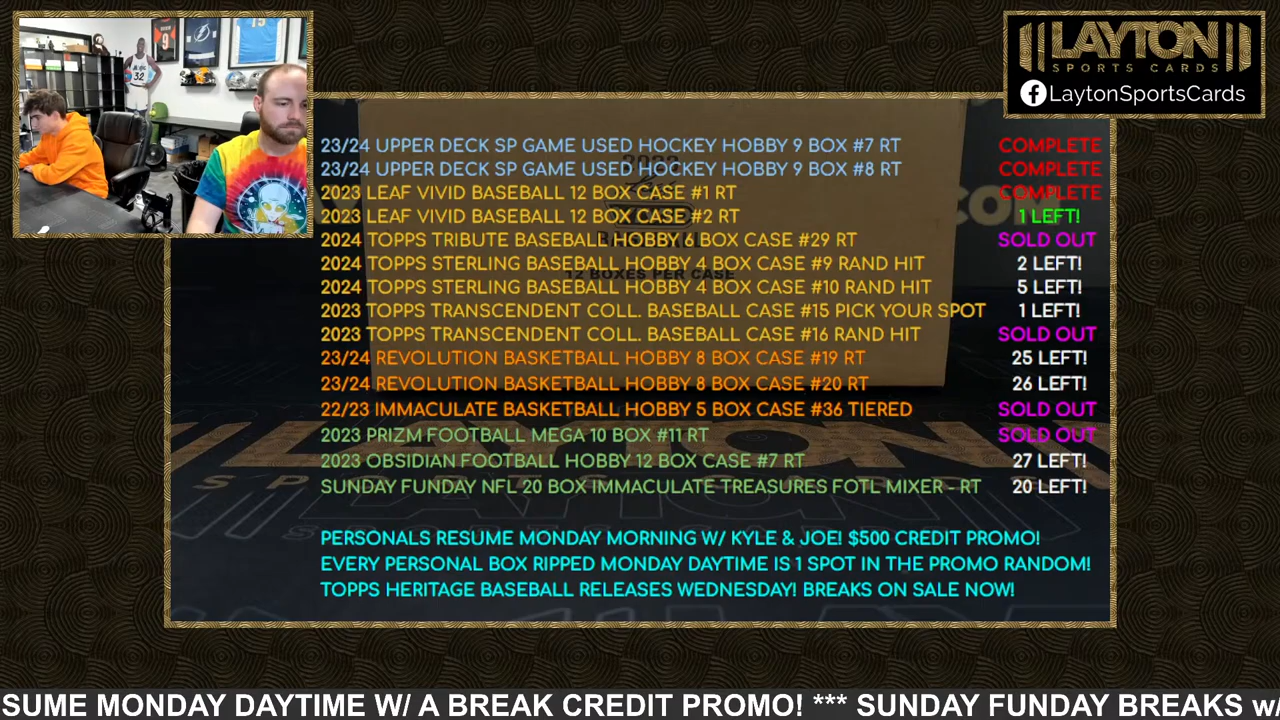 LAYTON
SPORTS CARDS
LaytonSportsCards
23/24 UPPER DECK SP GAME USED HOCKEY HOBBY 9 BOX #7 RT COMPLETE
23/24 UPPER DECK SP GAME USED HOCKEY HOBBY 9 BOX #8 RT COMPLETE
2023 LEAF VIVID BASEBALL 12 BOX CASE #1 RT COMPLETE
2023 LEAF VIVID BASEBALL 12 BOX CASE #2 RT 1 LEFT!
2024 TOPPS TRIBUTE BASEBALL HOBBY 6 BOX CASE #29 RT SOLD OUT
2024 TOPPS STERLING BASEBALL HOBBY 4 BOX CASE #9 RAND HIT 2 LEFT!
12 BOXES PER CASE
2024 TOPPS STERLING BASEBALL HOBBY 4 BOX CASE #10 RAND HIT 5 LEFT!
2023 TOPPS TRANSCENDENT COLL. BASEBALL CASE #15 PICK YOUR SPOT 1 LEFT!
2023 TOPPS TRANSCENDENT COLL. BASEBALL CASE #16 RAND HIT SOLD OUT
23/24 REVOLUTION BASKETBALL HOBBY 8 BOX CASE #19 RT 25 LEFT!
23/24 REVOLUTION BASKETBALL HOBBY 8 BOX CASE #20 RT 26 LEFT!
22/23 IMMACULATE BASKETBALL HOBBY 5 BOX CASE #36 TIERED SOLD OUT
2023 PRIZM FOOTBALL MEGA 10 BOX #11 RT SOLD OUT
2023 OBSIDIAN FOOTBALL HOBBY 12 BOX CASE #7 RT 27 LEFT!
SUNDAY FUNDAY NFL 20 BOX IMMACULATE TREASURES FOTL MIXER - RT 20 LEFT!
PERSONALS RESUME MONDAY MORNING W/ KYLE & JOE! $500 CREDIT PROMO!
EVERY PERSONAL BOX RIPPED MONDAY DAYTIME IS 1 SPOT IN THE PROMO RANDOM!
TOPPS HERITAGE BASEBALL RELEASES WEDNESDAY! BREAKS ON SALE NOW!
SUME MONDAY DAYTIME W/ A BREAK CREDIT PROMO! *** SUNDAY FUNDAY BREAKS w/